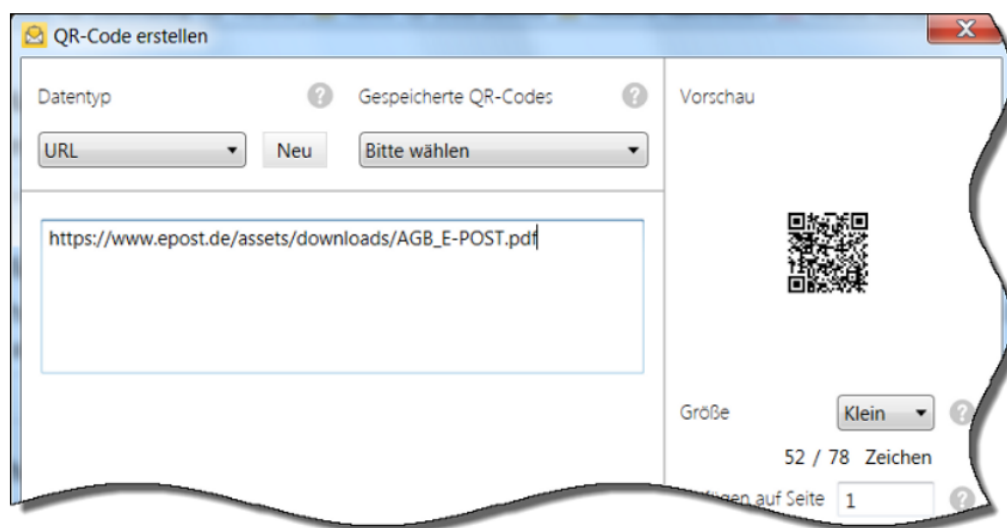 QR-Code erstellen
X
Datentyp ? Gespeicherte QR-Codes ? Vorschau
URL Neu Bitte wählen
https://www.epost.de/assets/downloads/AGB_E-POST.pdf
Größe Klein ?
52 / 78 Zeichen
auf Seite 1 ?